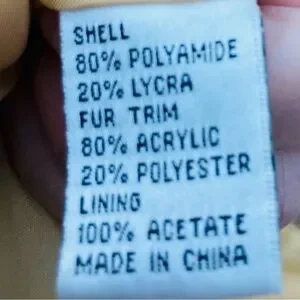 SHELL
80% POLYAMIDE
20% LYCRA
FUR TRIM
80% ACRYLIC
20% POLYESTER
LINING
100% ACETATE
MADE IN CHINA